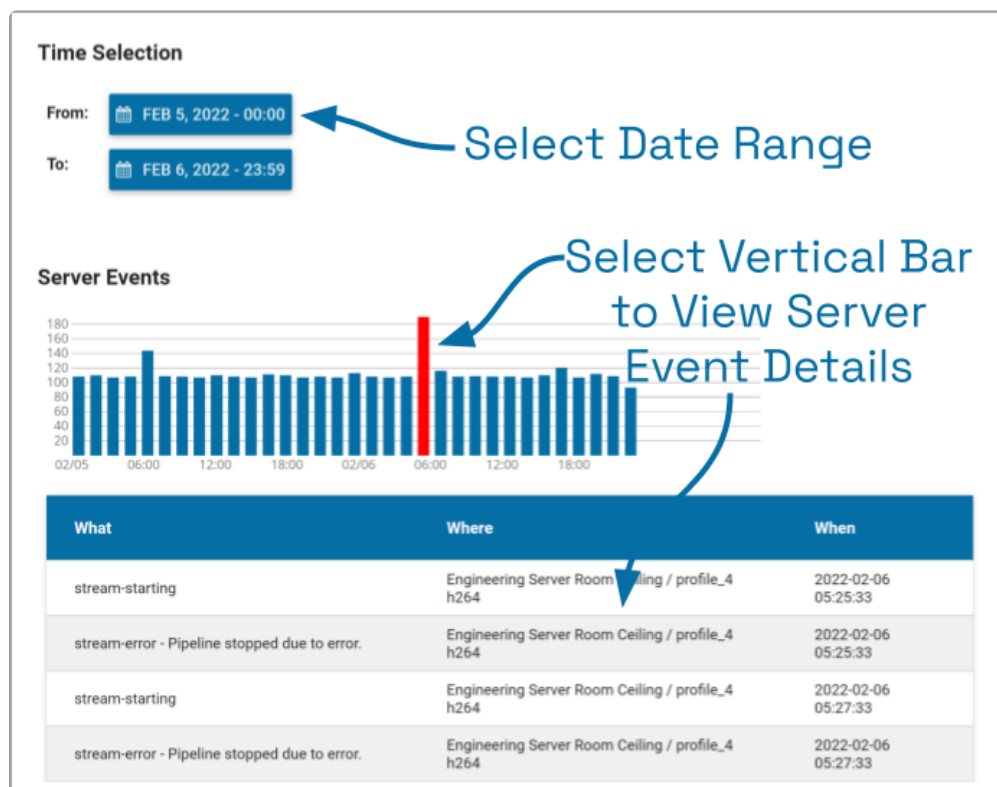 Time Selection
From:
FEB 5, 2022 - 00:00
Select Date Range
To:
FEB 6, 2022 - 23:59
Select Vertical Bar
to View Server
Event Details
Server Events
180
160
140
120
100
80
60
40
20
02/05 06:00 12:00 18:00 02/06 06:00 12:00 18:00
What Where When
stream-starting
Engineering Server Room Ceiling / profile_4
h264
2022-02-06
05:25:33
stream-error - Pipeline stopped due to error.
Engineering Server Room Ceiling / profile_4
h264
2022-02-06
05:25:33
stream-starting
Engineering Server Room Ceiling / profile_4
h264
2022-02-06
05:27:33
stream-error - Pipeline stopped due to error.
Engineering Server Room Ceiling / profile_4
h264
2022-02-06
05:27:33